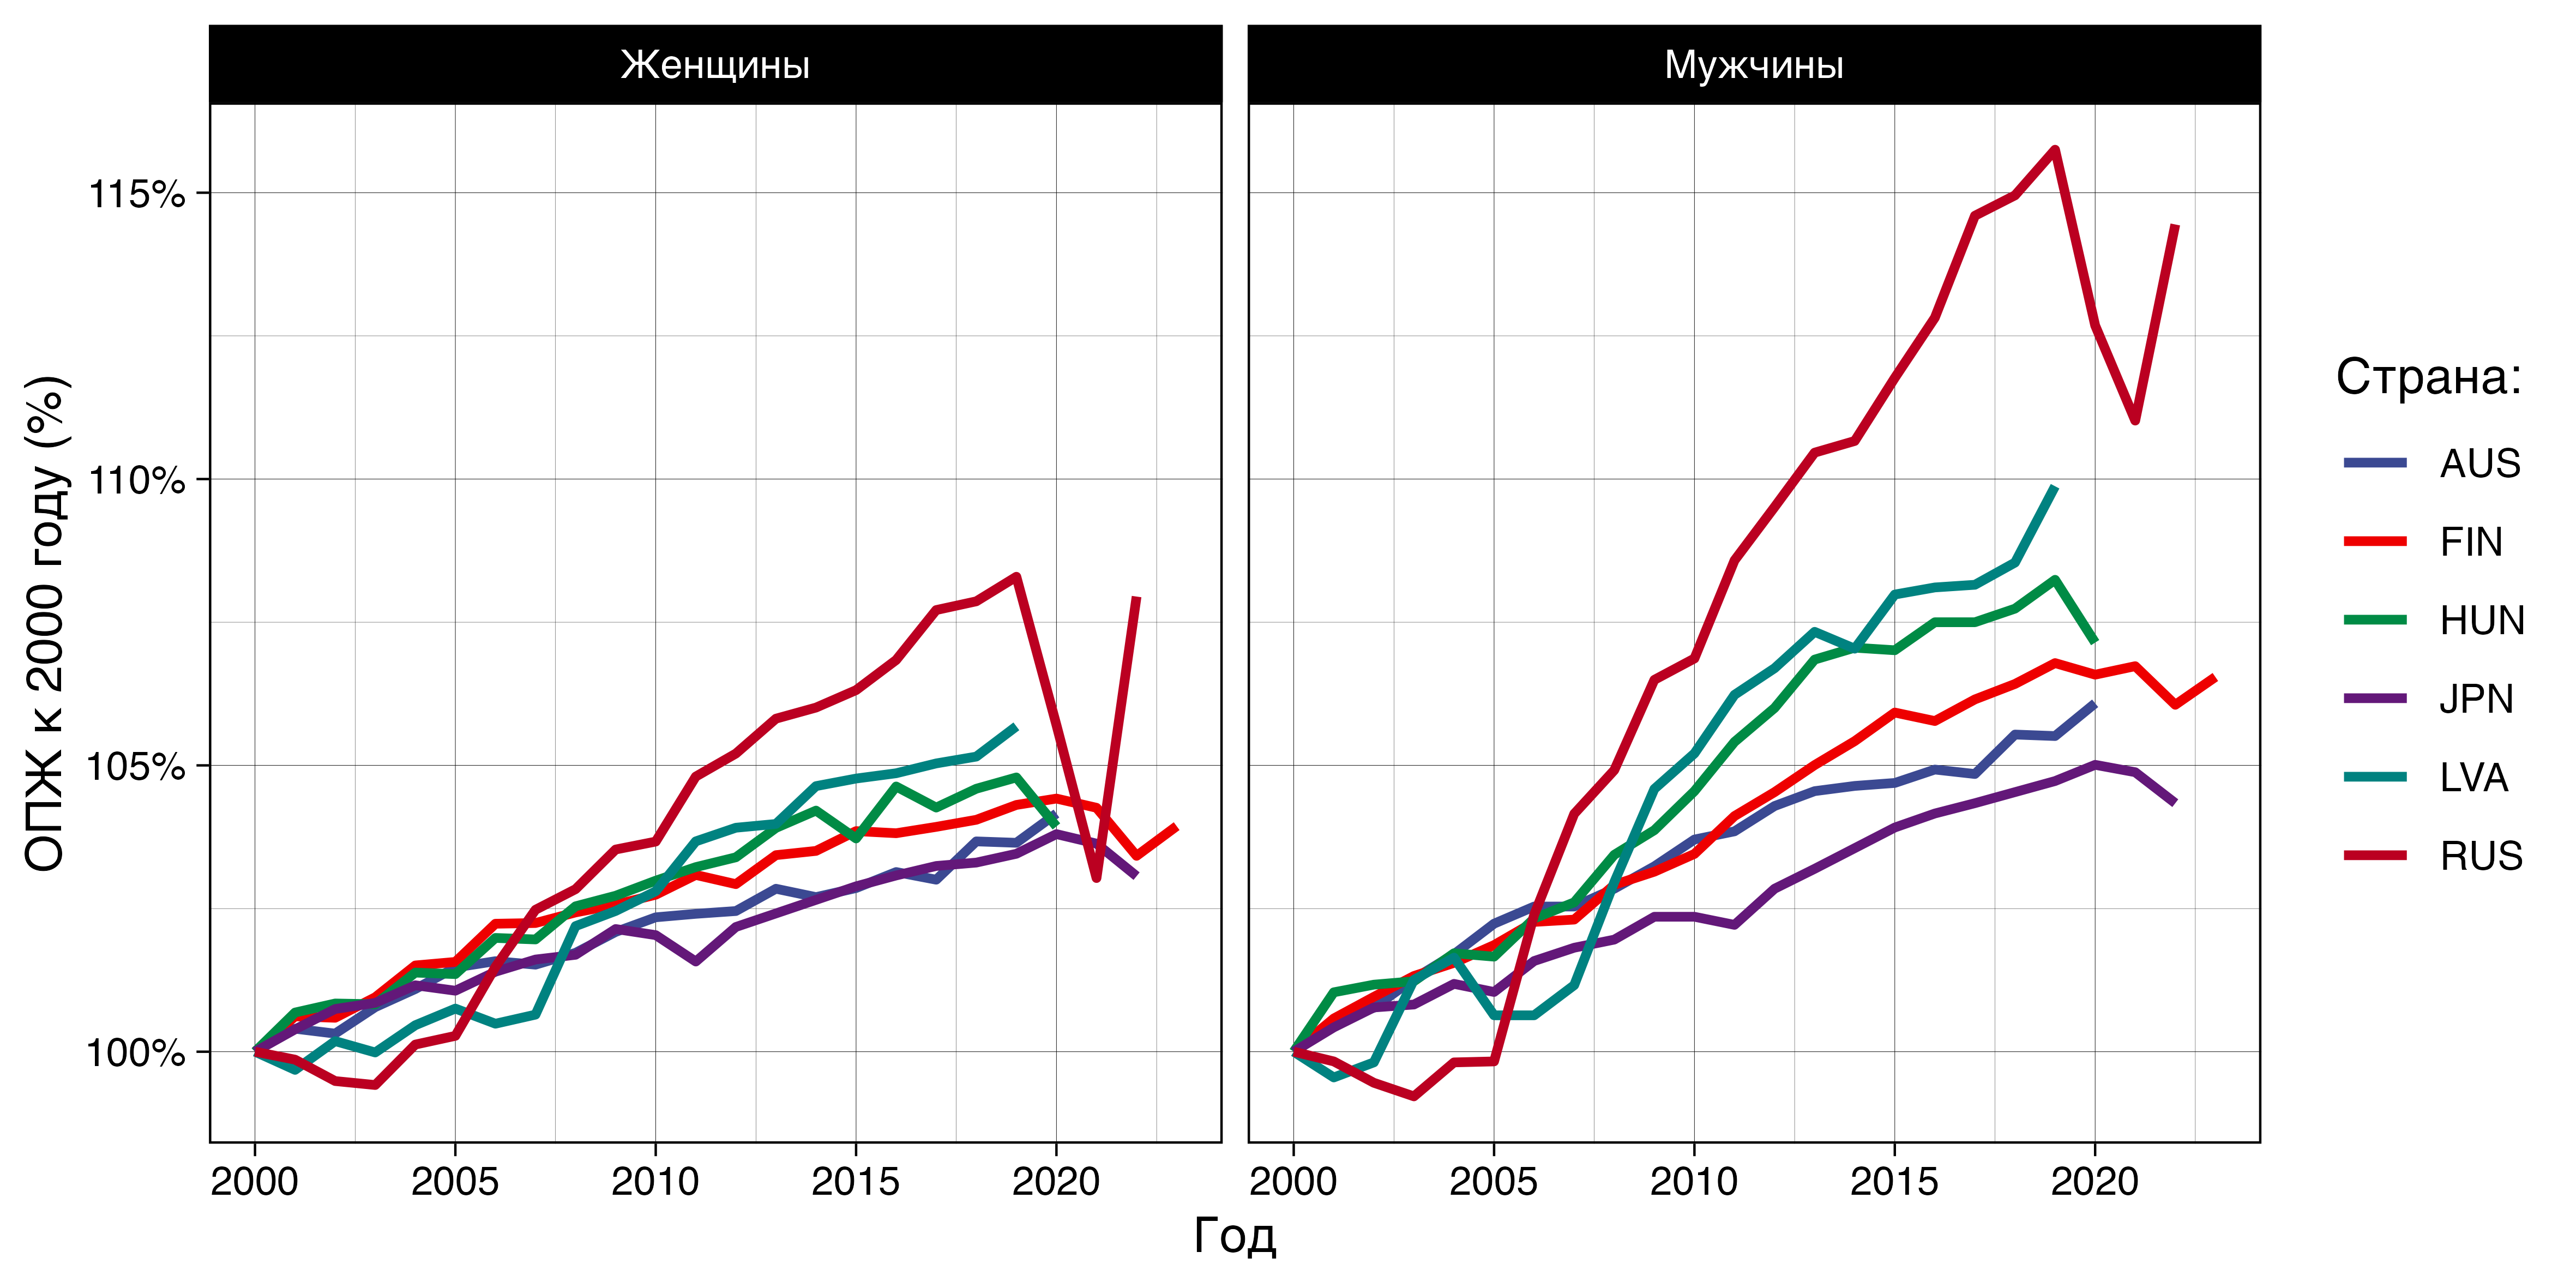 Женщины
Мужчины
ОПЖ к 2000 году (%)
115%
110%
105%
100%
2000 2005 2010 2015 2020
2000 2005 2010 2015 2020
Год
Страна:
AUS
FIN
HUN
JPN
LVA
RUS